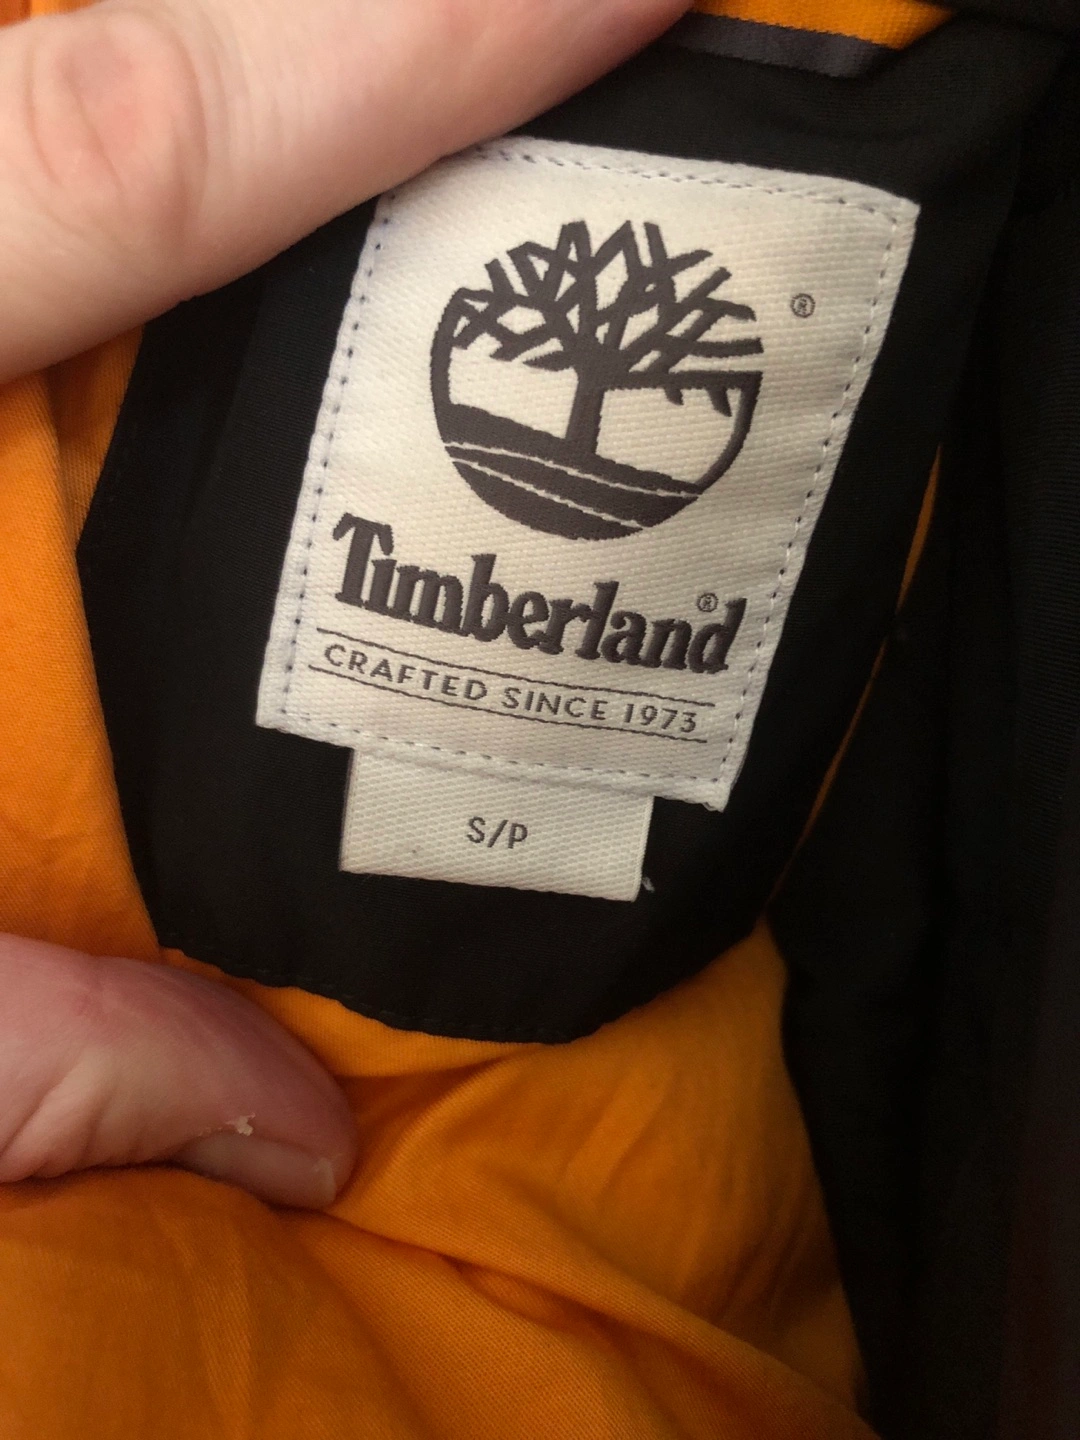 ®
Timberland®
CRAFTED SINCE 1973
S/P